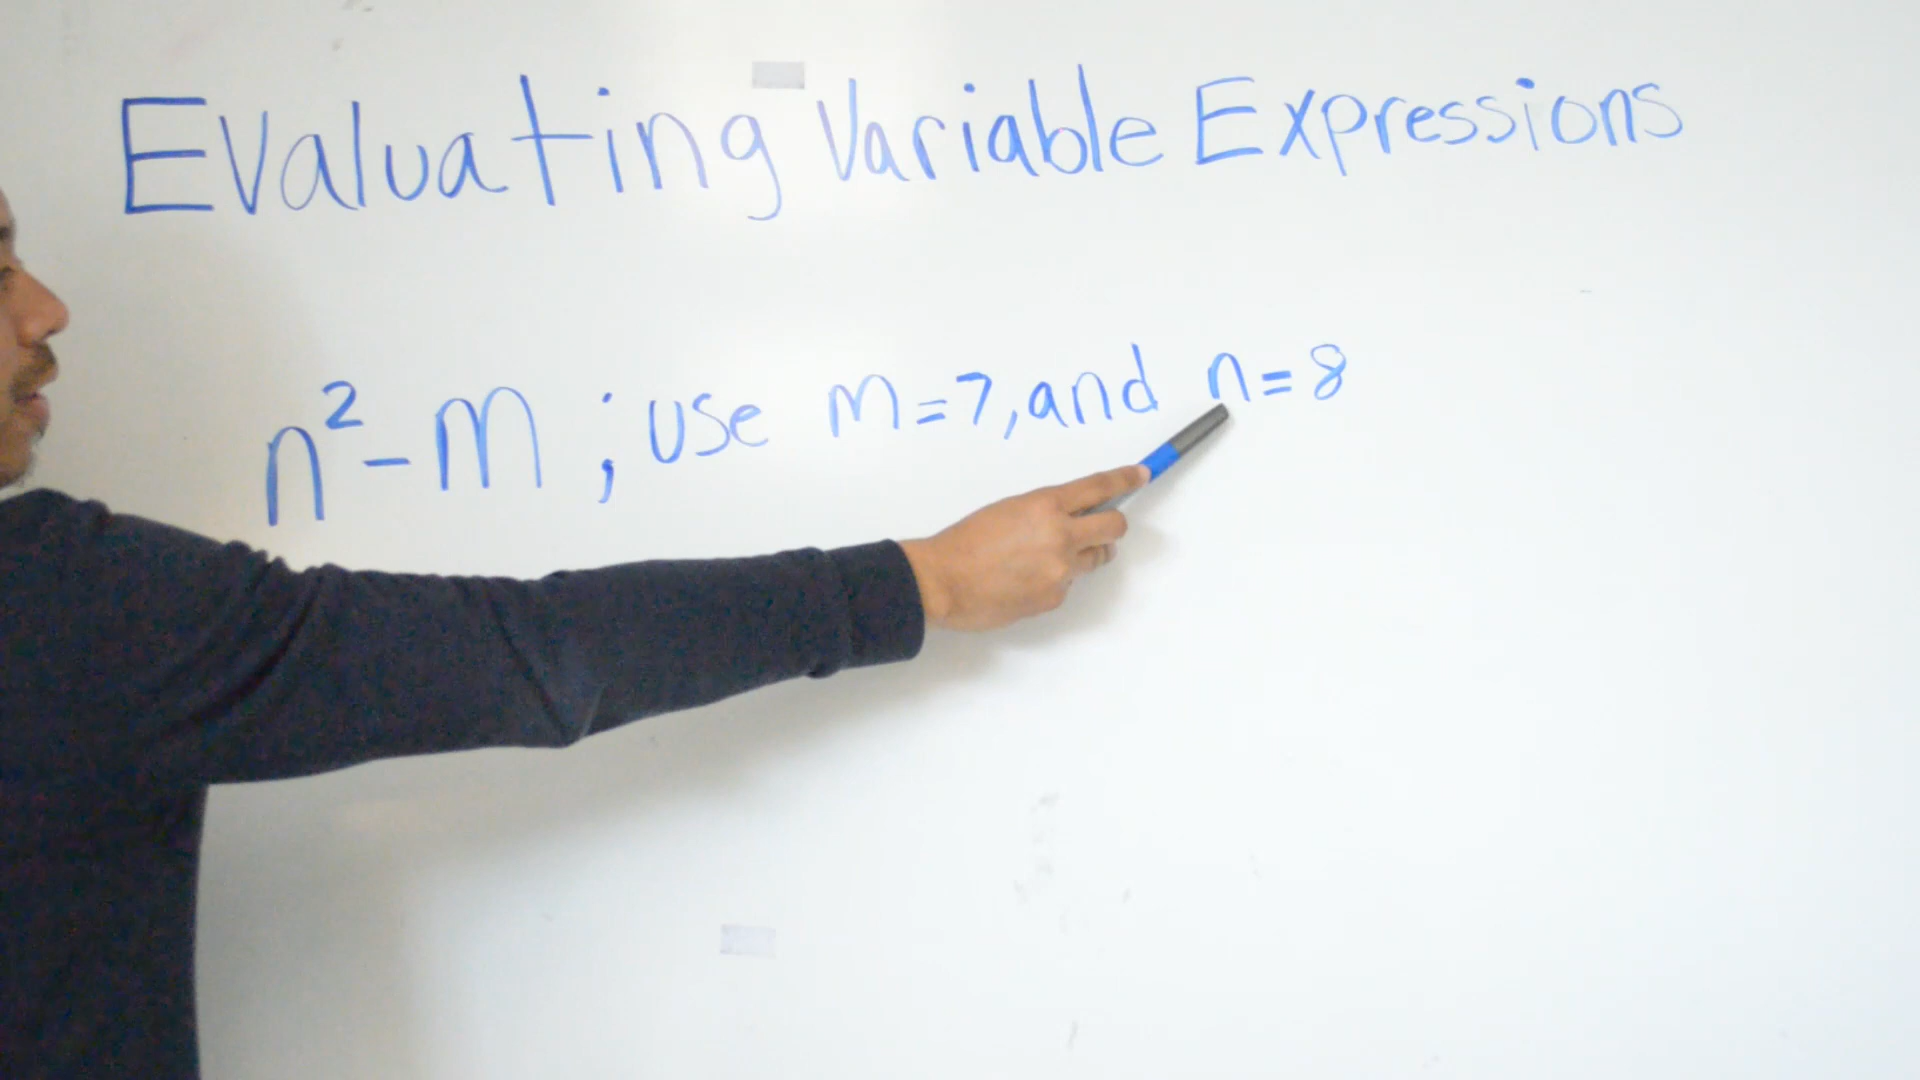 Evaluating Variable Expressions
n² - m ; use m = 7, and n = 8